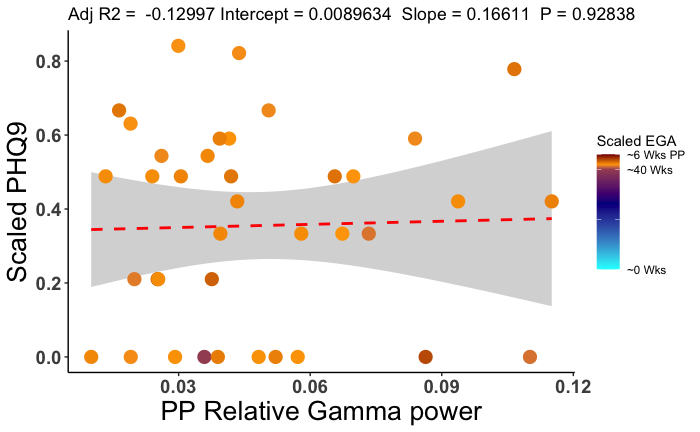 Adj R2 =  -0.12997 Intercept = 0.0089634  Slope = 0.16611  P = 0.92838
Scaled PHQ9
0.8
0.6
0.4
0.2
0.0
0.03
0.06
0.09
0.12
PP Relative Gamma power
Scaled EGA
~6 Wks PP
~40 Wks
~0 Wks